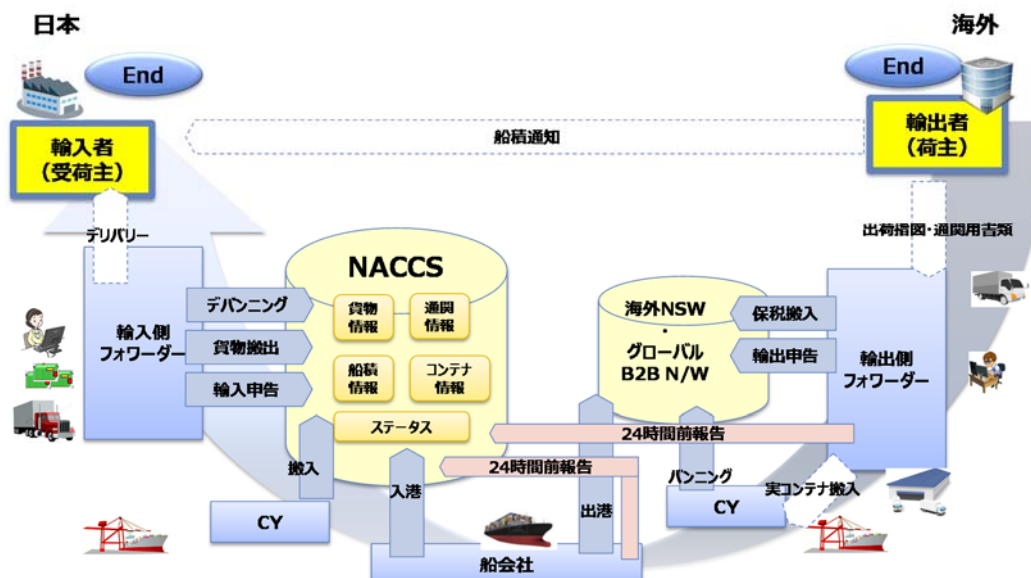 日本
海外
End
End
輸入者
(受荷主)
船積通知
輸出者
(荷主)
デリバリー
出荷指図・通関用書類
NACCS
デバンニング
貨物搬出
輸入申告
輸入側
フォワーダー
貨物
情報
通関
情報
船積
情報
コンテナ
情報
ステータス
海外NSW
・
グローバル
B2B N/W
保税搬入
輸出申告
輸出側
フォワーダー
24時間前報告
24時間前報告
搬入
入港
出港
バンニング
実コンテナ搬入
CY
CY
船会社